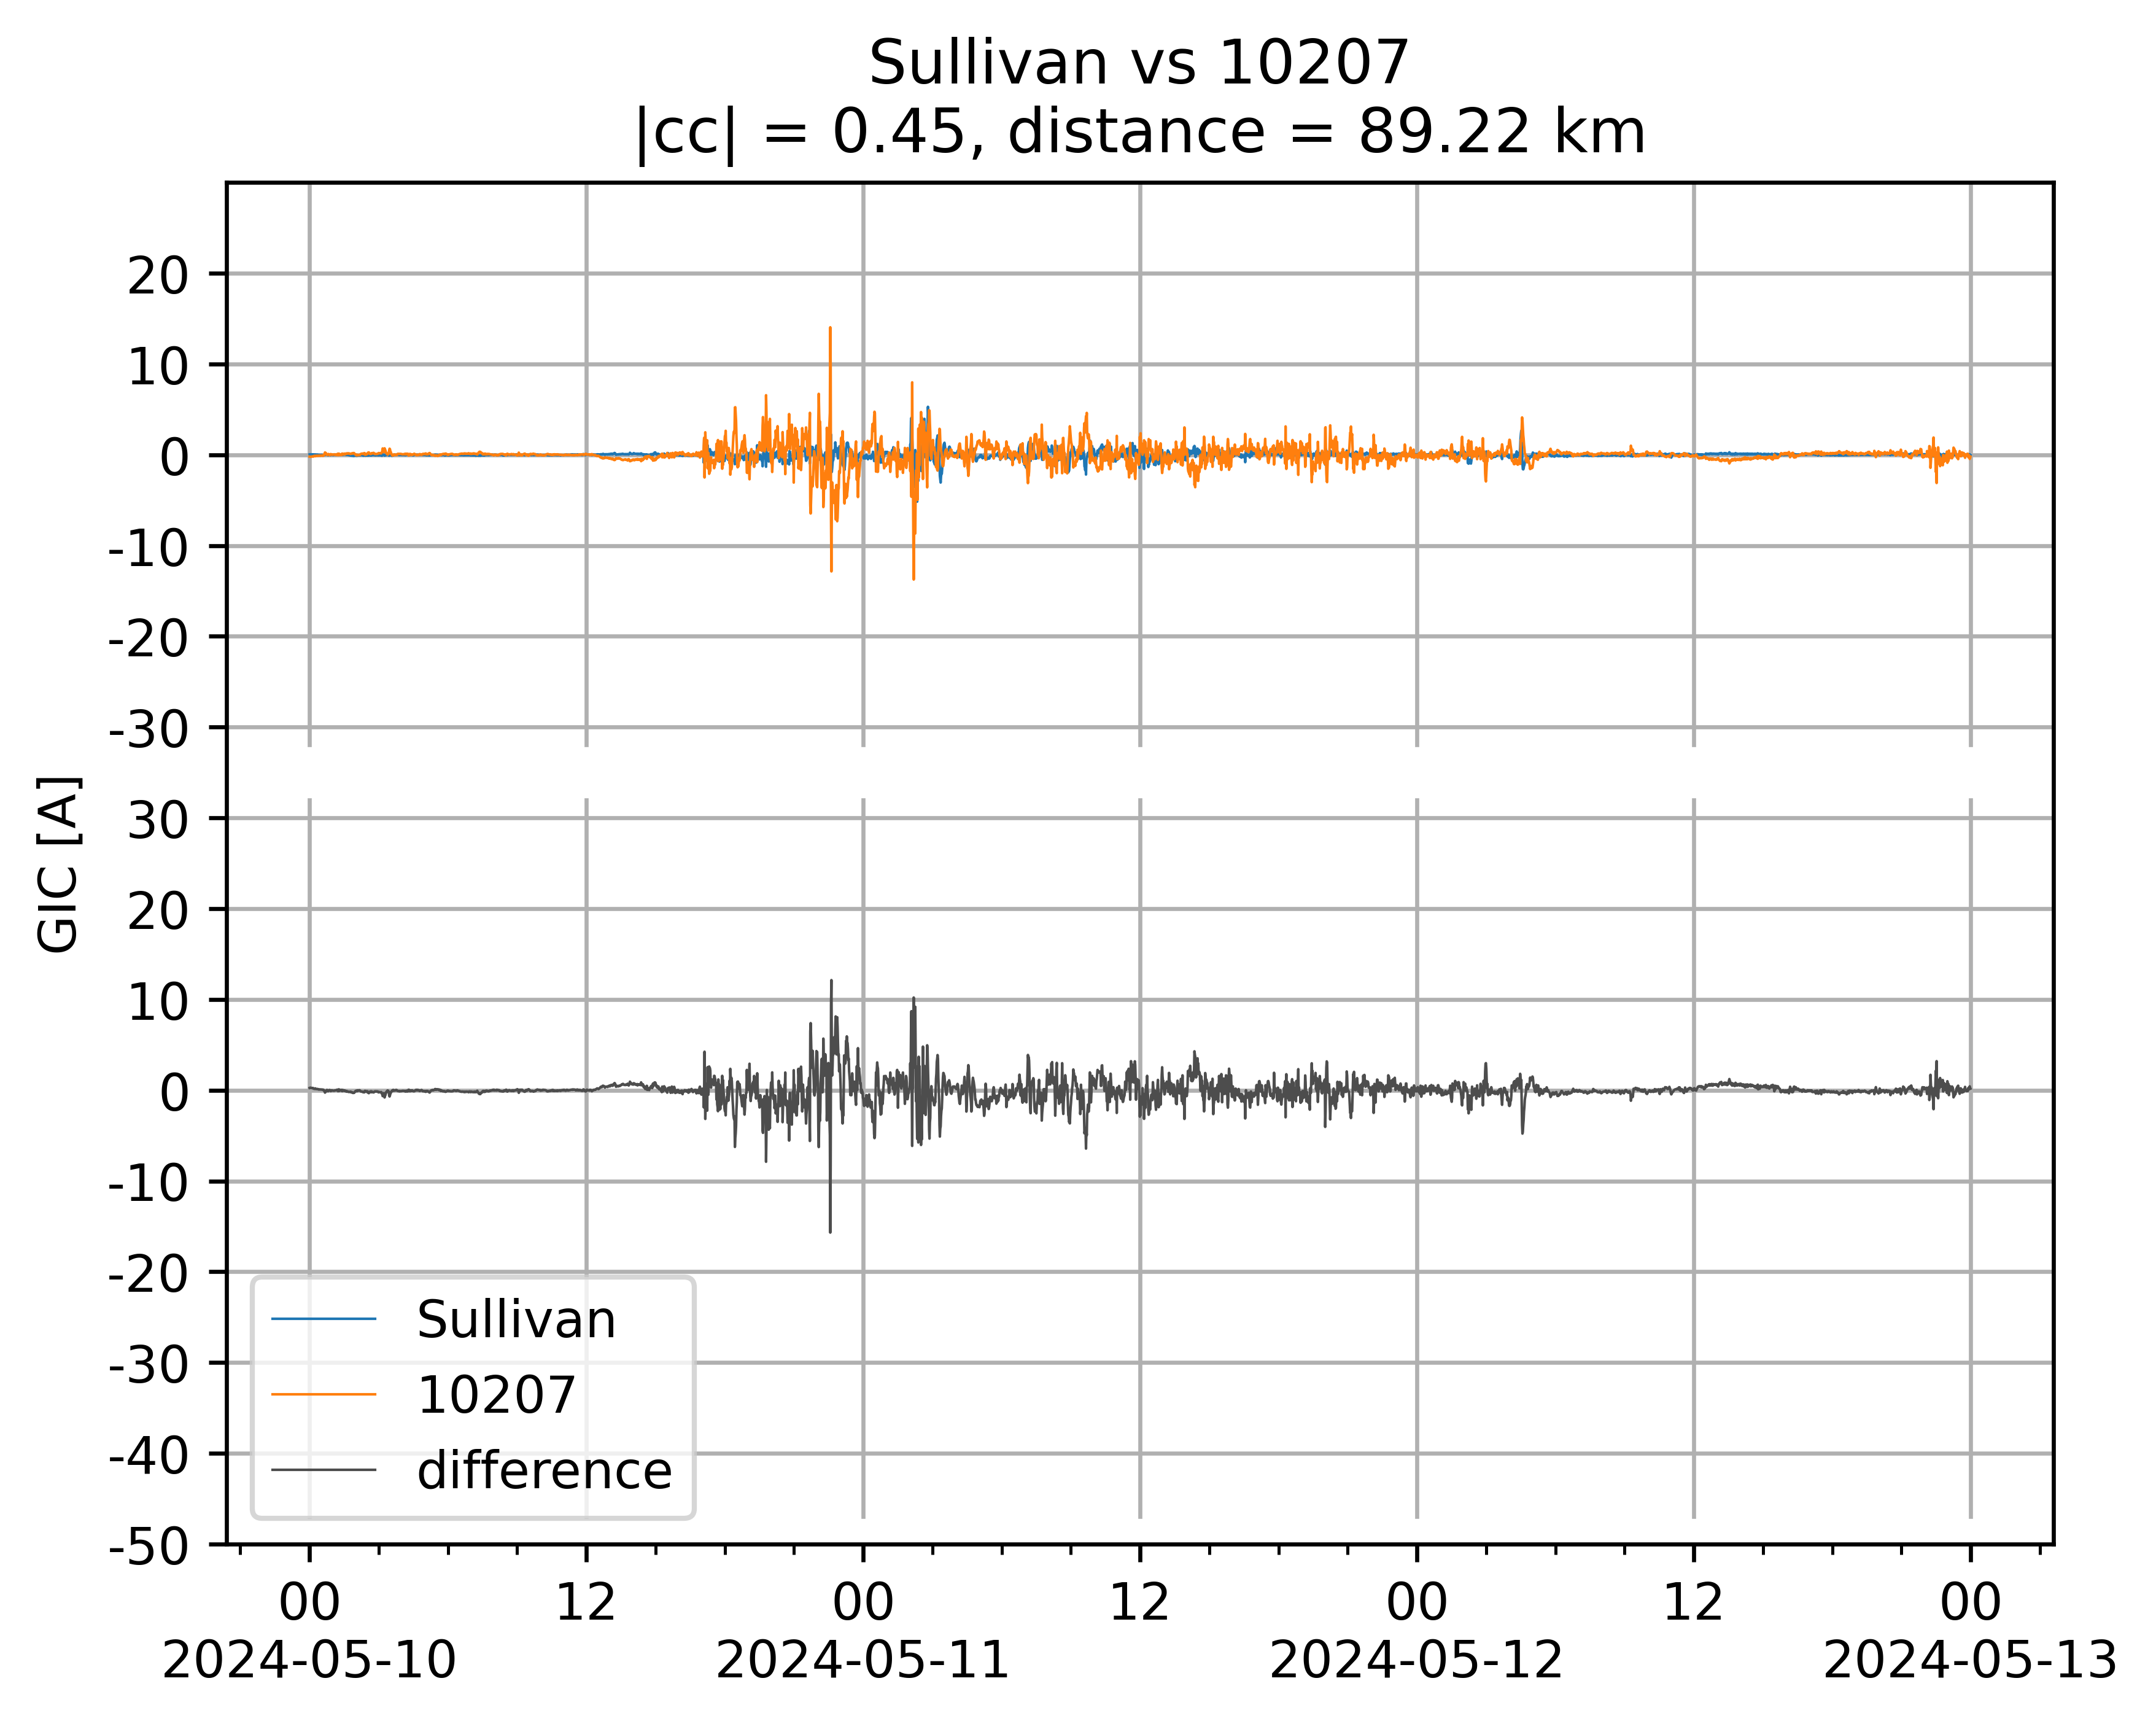 Sullivan vs 10207
|cc| = 0.45, distance = 89.22 km
20
10
0
-10
-20
-30
30
20
10
0
-10
-20
-30
-40
-50
GIC [A]
Sullivan
10207
difference
00 12 00 12 00 12 00
2024-05-10 2024-05-11 2024-05-12 2024-05-13